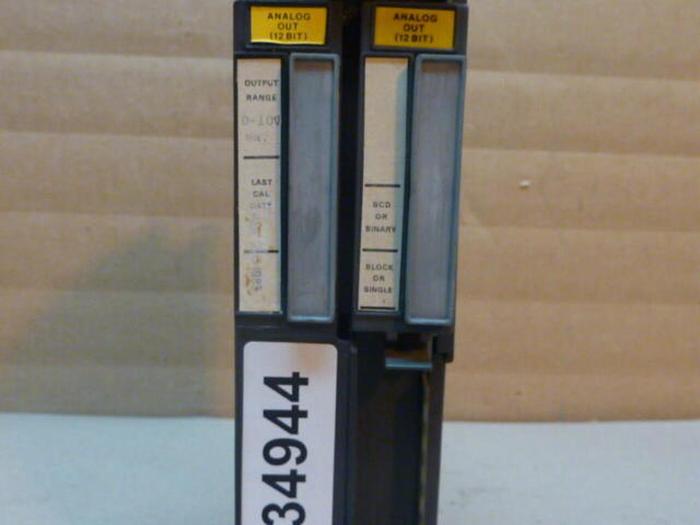 ANALOG
OUT
(12 BIT)
OUTPUT
RANGE
0-10V
LAST
CAL
DATE
ANALOG
OUT
(12 BIT)
BCD
OR
BINARY
BLOCK
OR
SINGLE
34944